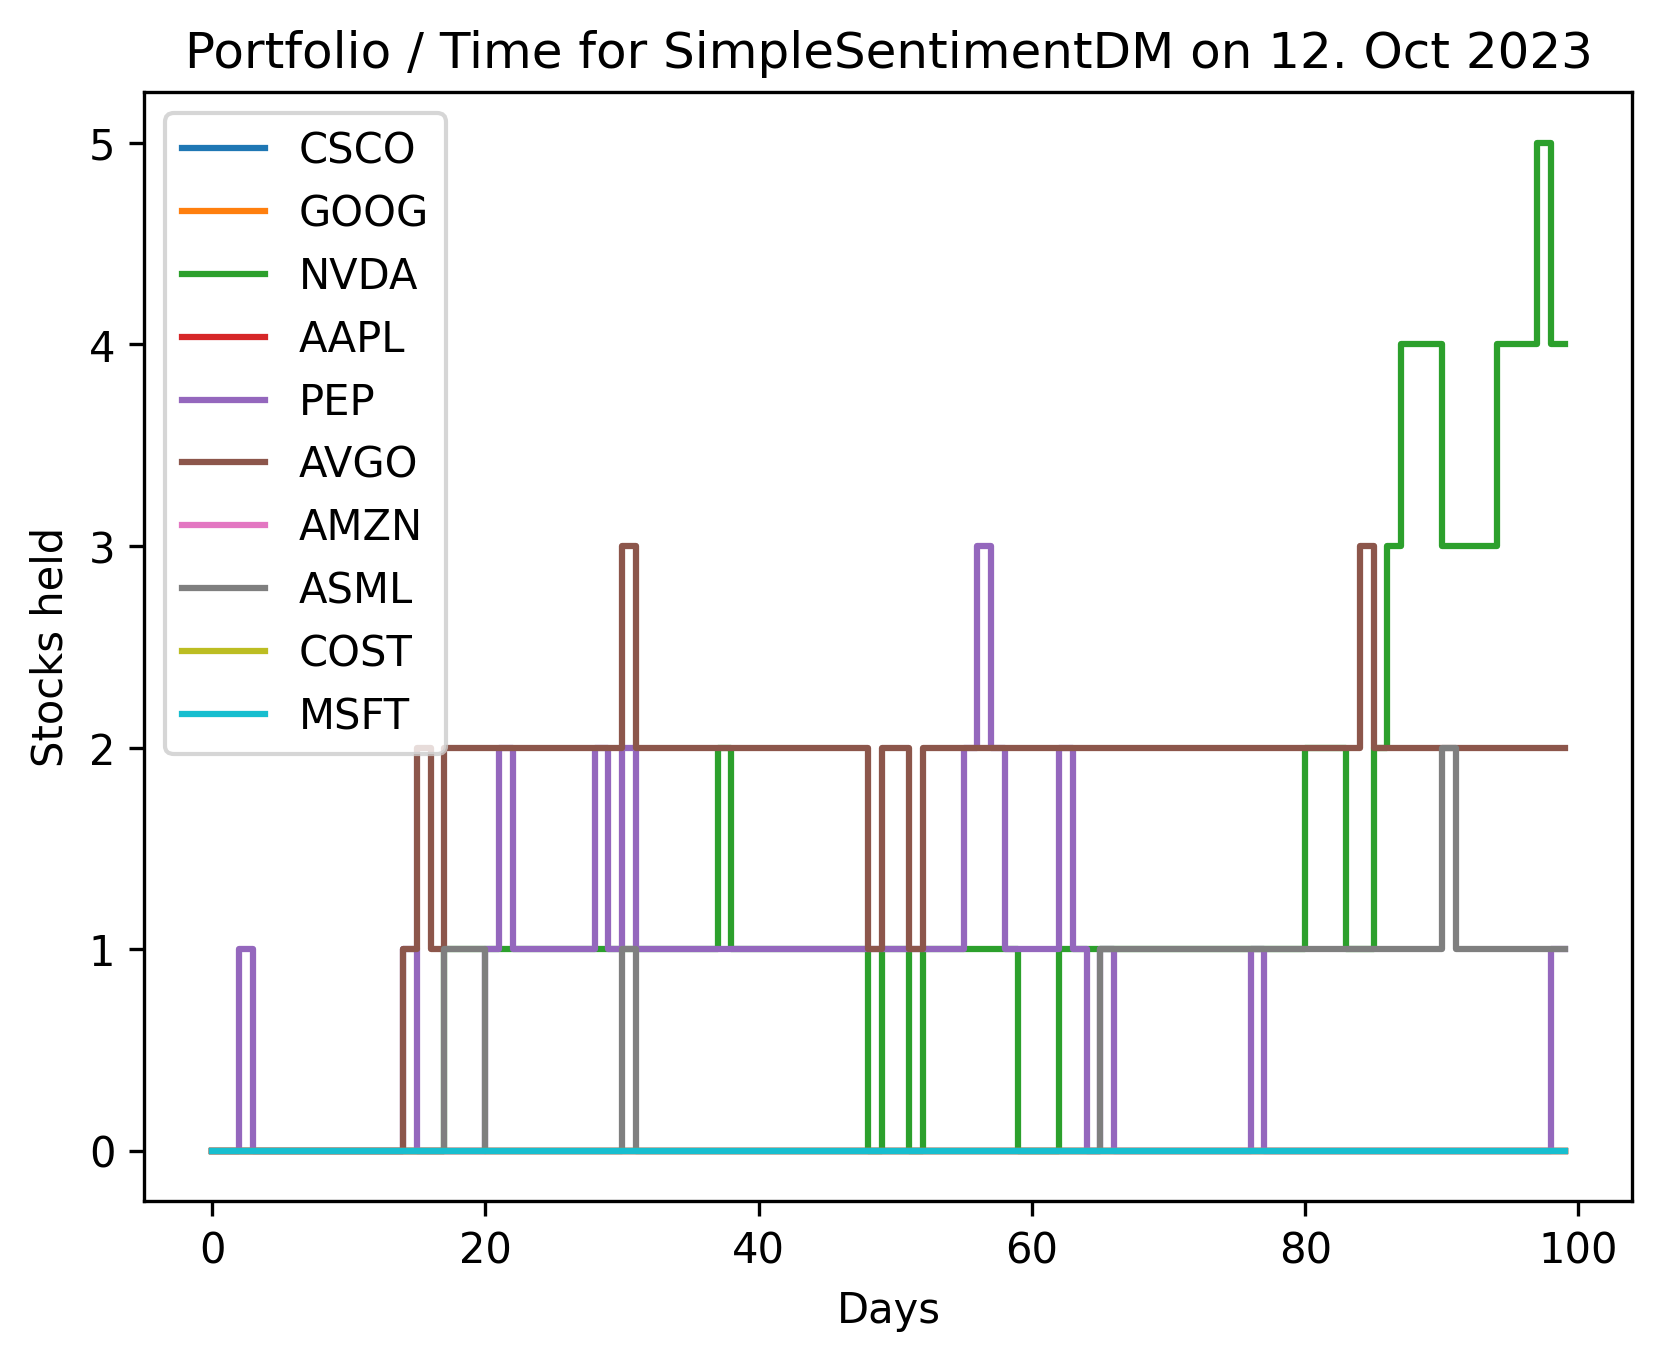 Portfolio / Time for SimpleSentimentDM on 12. Oct 2023
CSCO
GOOG
NVDA
AAPL
PEP
AVGO
AMZN
ASML
COST
MSFT
Stocks held
5
4
3
2
1
0
0 20 40 60 80 100
Days